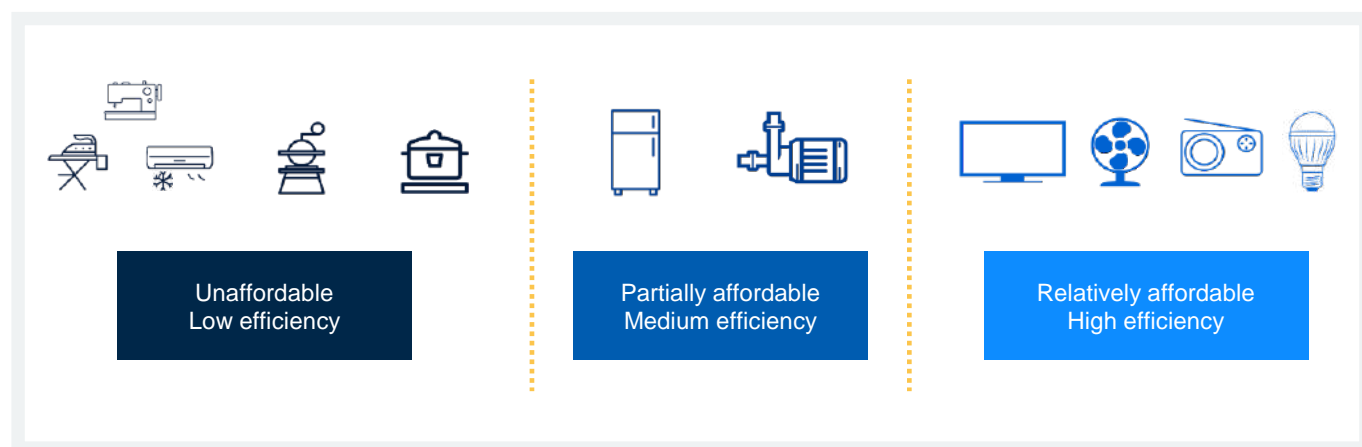 Unaffordable
Low efficiency
Partially affordable
Medium efficiency
Relatively affordable
High efficiency